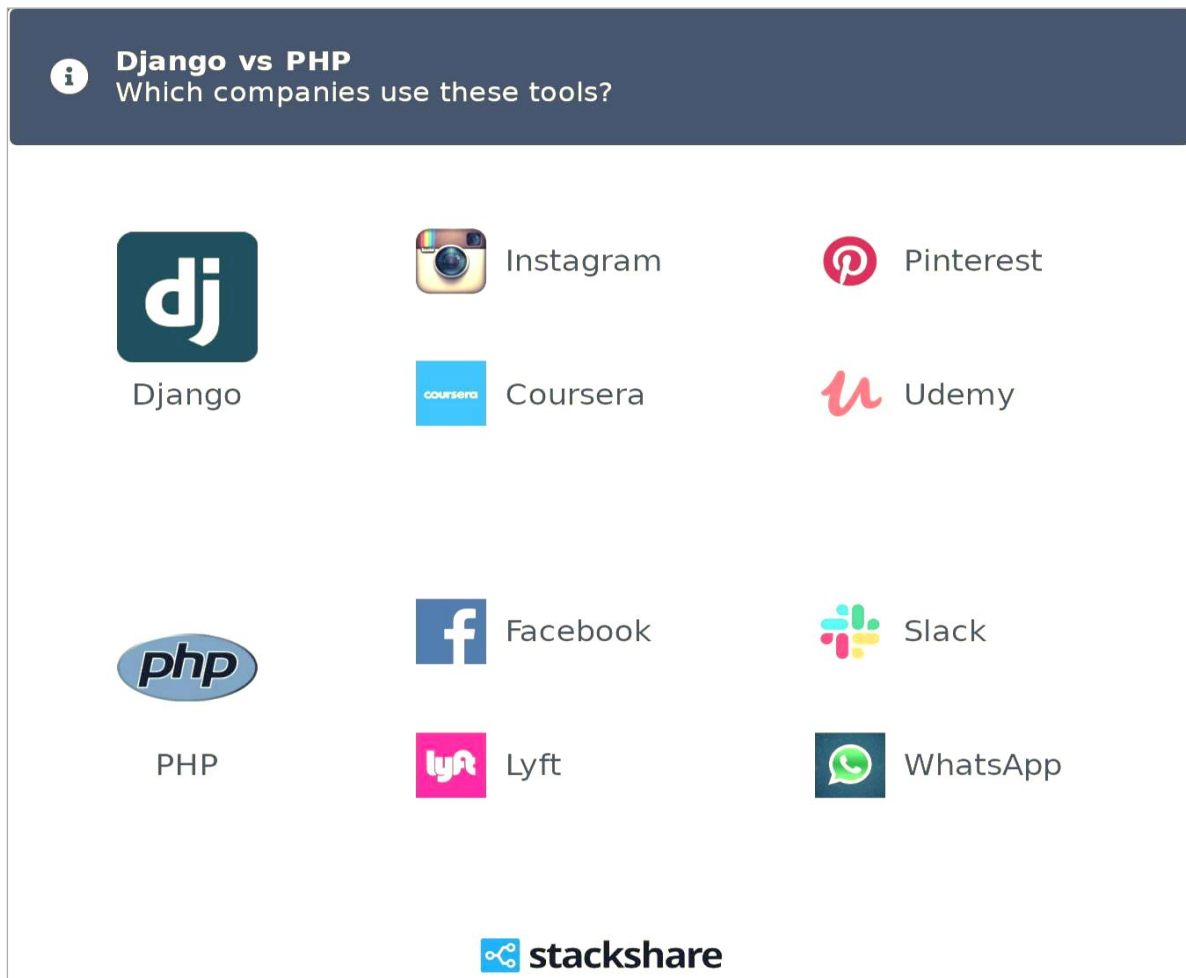 Django vs PHP
Which companies use these tools?
dj
Django
Instagram
Pinterest
coursera
Coursera
Udemy
php
PHP
Facebook
Slack
lyft
Lyft
WhatsApp
stackshare